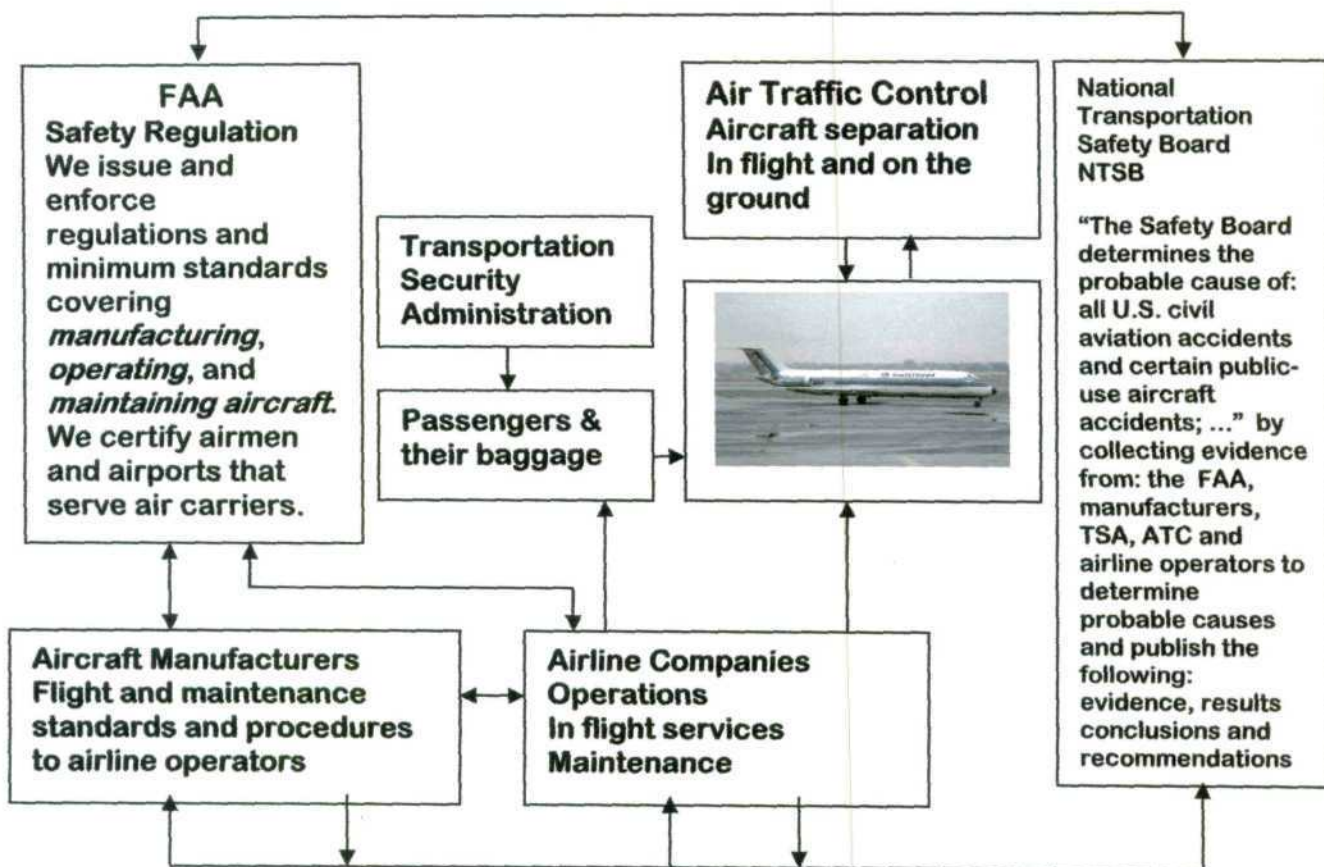 FAA
Safety Regulation
We issue and
enforce
regulations and
minimum standards
covering
manufacturing,
operating, and
maintaining aircraft.
We certify airmen
and airports that
serve air carriers.
Transportation
Security
Administration
Passengers &
their baggage
Air Traffic Control
Aircraft separation
In flight and on the
ground
National
Transportation
Safety Board
NTSB
“The Safety Board
determines the
probable cause of:
all U.S. civil
aviation accidents
and certain public-
use aircraft
accidents; …” by
collecting evidence
from: the FAA,
manufacturers,
TSA, ATC and
airline operators to
determine
probable causes
and publish the
following:
evidence, results
conclusions and
recommendations
Aircraft Manufacturers
Flight and maintenance
standards and procedures
to airline operators
Airline Companies
Operations
In flight services
Maintenance